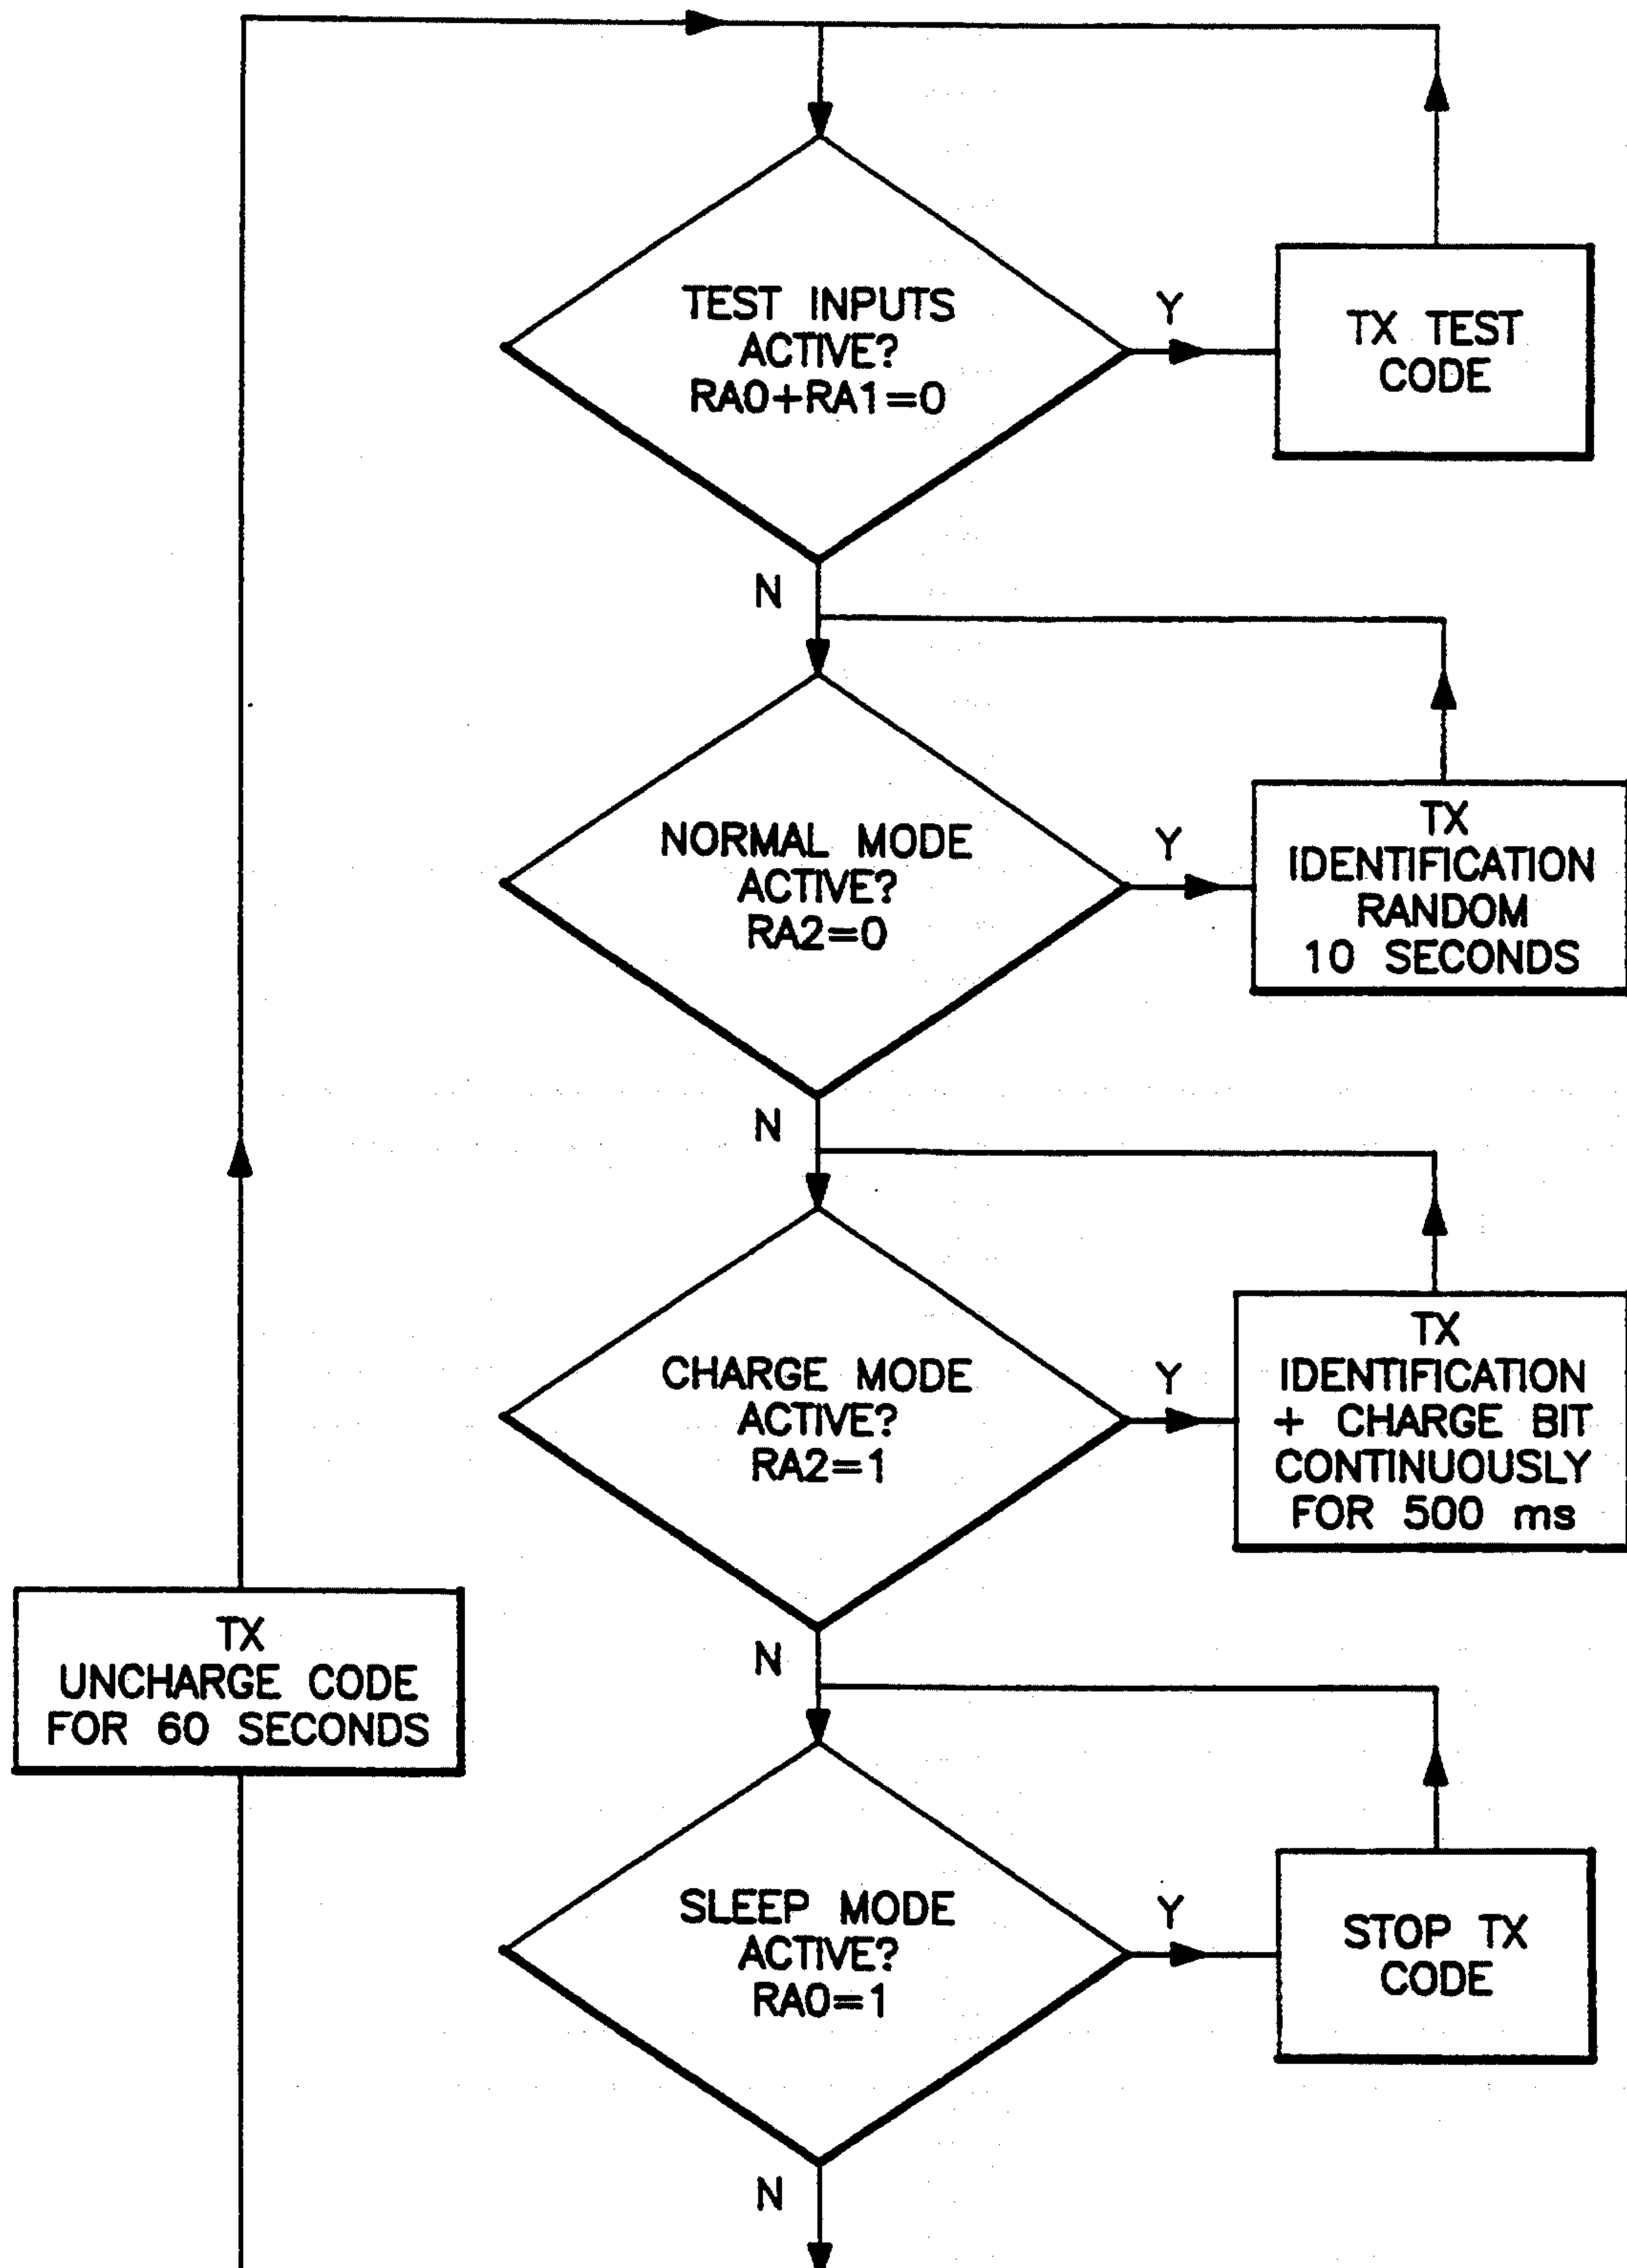 TEST INPUTS
ACTIVE?
RA0+RA1=0
Y
TX TEST
CODE
N
NORMAL MODE
ACTIVE?
RA2=0
Y
TX
IDENTIFICATION
RANDOM
10 SECONDS
N
CHARGE MODE
ACTIVE?
RA2=1
Y
TX
IDENTIFICATION
+ CHARGE BIT
CONTINUOUSLY
FOR 500 ms
N
TX
UNCHARGE CODE
FOR 60 SECONDS
SLEEP MODE
ACTIVE?
RA0=1
Y
STOP TX
CODE
N